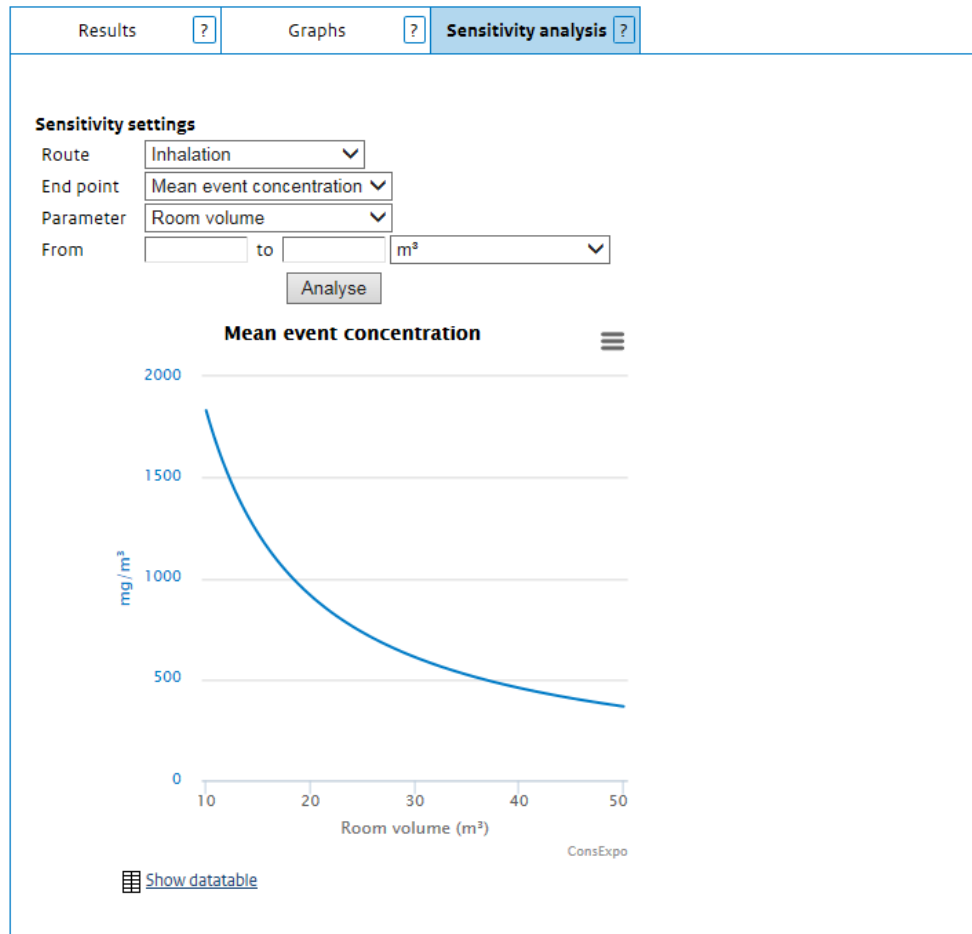 Results ? Graphs ? Sensitivity analysis ?
Sensitivity settings
Route Inhalation
End point Mean event concentration
Parameter Room volume
From to m³
Analyse
Mean event concentration
2000
1500
1000
500
0
mg/m³
10 20 30 40 50
Room volume (m³)
ConsExpo
Show datatable